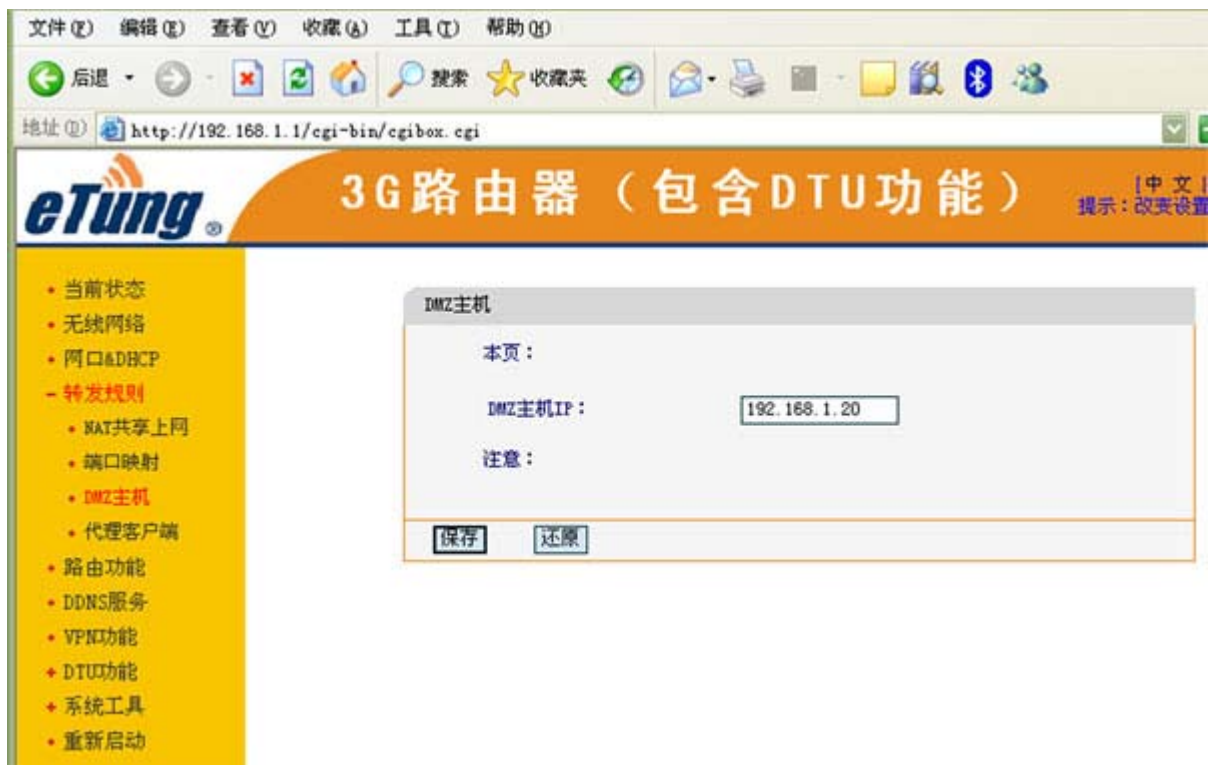 文件(F) 编辑(E) 查看(V) 收藏(A) 工具(T) 帮助(H)
后退 搜索 收藏夹
地址(D) http://192.168.1.1/cgi-bin/cgibox.cgi
eTung ® 3G路由器（包含DTU功能） [中 文]
提示：改变设置
• 当前状态
• 无线网络
• 网口&DHCP
- 转发规则
• NAT共享上网
• 端口映射
• DMZ主机
• 代理客户端
• 路由功能
• DDNS服务
• VPN功能
+ DTU功能
+ 系统工具
• 重新启动
DMZ主机
本页：
DMZ主机IP： 192.168.1.20
注意：
保存 还原